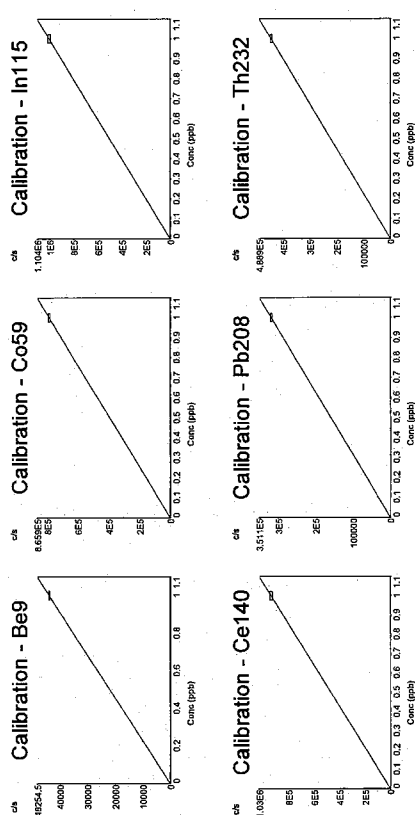 Calibration - Be9
c/s
48254.5
40000
30000
20000
10000
0
0 0.2 0.4 0.6 0.8 1 1.1
Conc (ppb)
Calibration - Co59
c/s
8.659E5
8E5
6E5
4E5
2E5
0
0 0.1 0.2 0.3 0.4 0.5 0.6 0.7 0.8 0.9 1 1.1
Conc (ppb)
Calibration - In115
c/s
1.104E6
1E6
8E5
6E5
4E5
2E5
0
0 0.1 0.2 0.3 0.4 0.5 0.6 0.7 0.8 0.9 1 1.1
Conc (ppb)
Calibration - Ce140
c/s
1.03E6
8E5
6E5
4E5
2E5
0
0 0.1 0.2 0.3 0.4 0.5 0.6 0.7 0.8 0.9 1 1.1
Conc (ppb)
Calibration - Pb208
c/s
3.511E5
3E5
2E5
100000
0
0 0.1 0.2 0.3 0.4 0.5 0.6 0.7 0.8 0.9 1 1.1
Conc (ppb)
Calibration - Th232
c/s
4.889E5
4E5
3E5
2E5
100000
0
0 0.1 0.2 0.3 0.4 0.5 0.6 0.7 0.8 0.9 1 1.1
Conc (ppb)